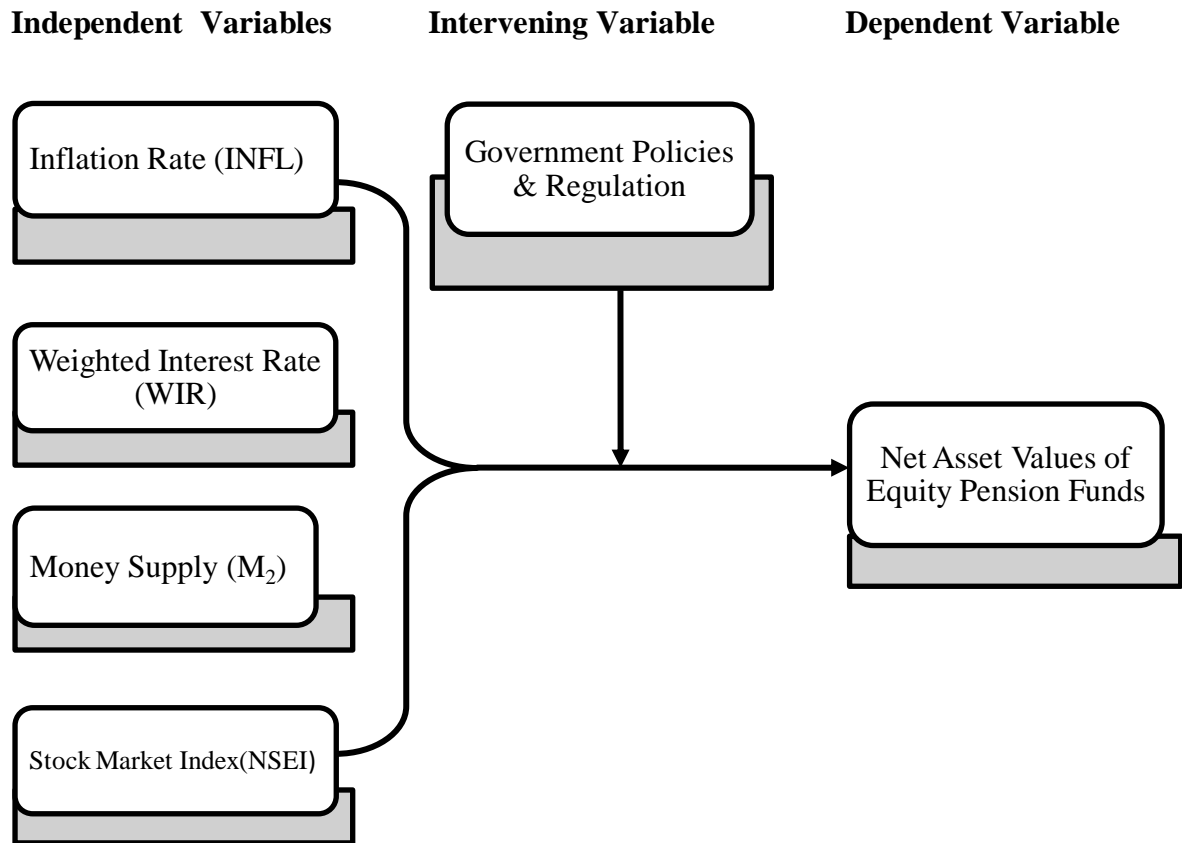 Independent Variables
Intervening Variable
Dependent Variable
Inflation Rate (INFL)
Weighted Interest Rate
(WIR)
Money Supply (M₂)
Stock Market Index(NSEI)
Government Policies
& Regulation
Net Asset Values of
Equity Pension Funds